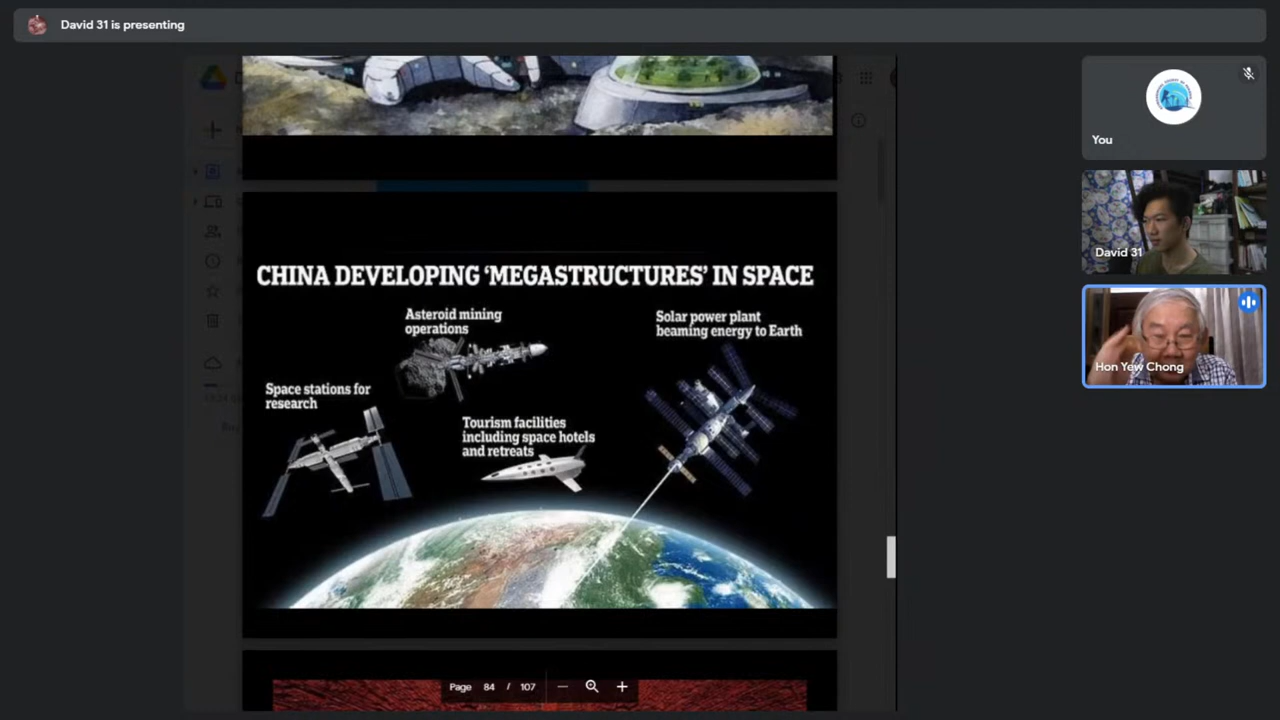 David 31 is presenting
You
David 31
Hon Yew Chong
CHINA DEVELOPING ‘MEGASTRUCTURES’ IN SPACE
Asteroid mining
operations
Solar power plant
beaming energy to Earth
Space stations for
research
Tourism facilities
including space hotels
and retreats
Page 84 / 107